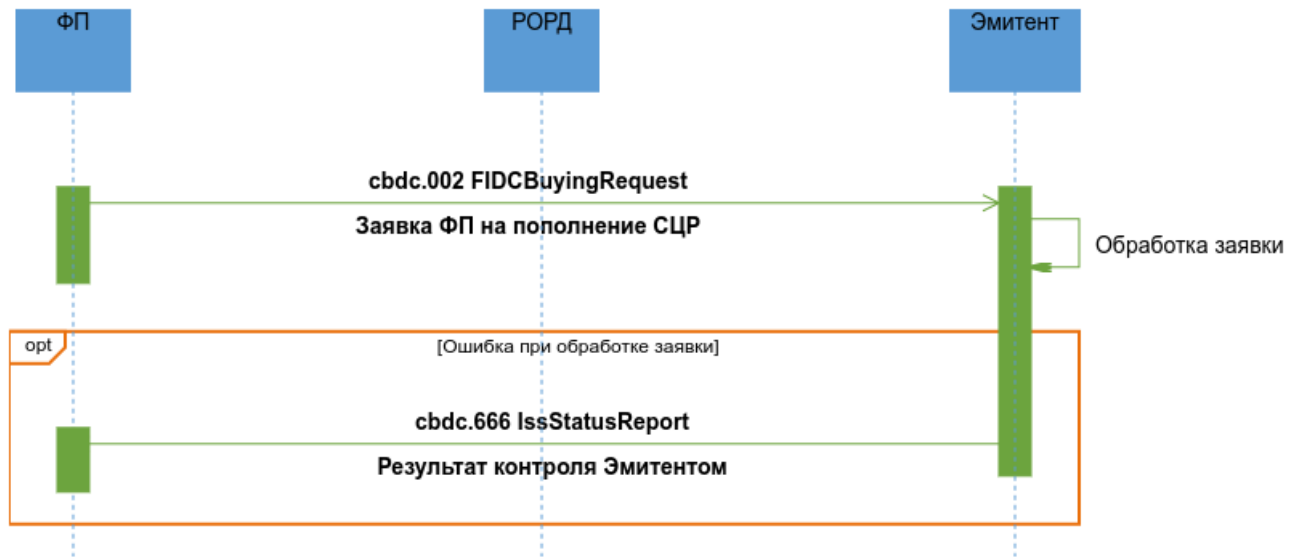 ФП
РОРД
Эмитент
cbdc.002 FIDCBuyingRequest
Заявка ФП на пополнение СЦР
Обработка заявки
opt
[Ошибка при обработке заявки]
cbdc.666 IssStatusReport
Результат контроля Эмитентом